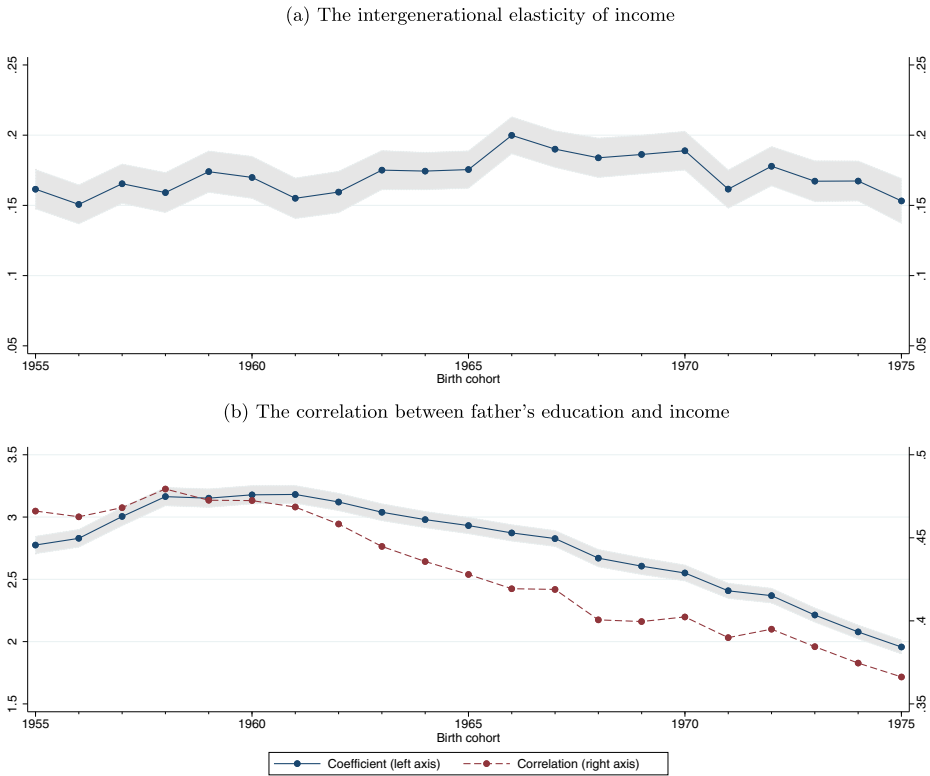 (a) The intergenerational elasticity of income
.25 .25
.2 .2
.15 .15
.1 .1
.05 .05
1955 1960 1965 1970 1975
Birth cohort
(b) The correlation between father's education and income
3.5 .5
3 .45
2.5 .4
2 .35
1.5
1955 1960 1965 1970 1975
Birth cohort
Coefficient (left axis) Correlation (right axis)